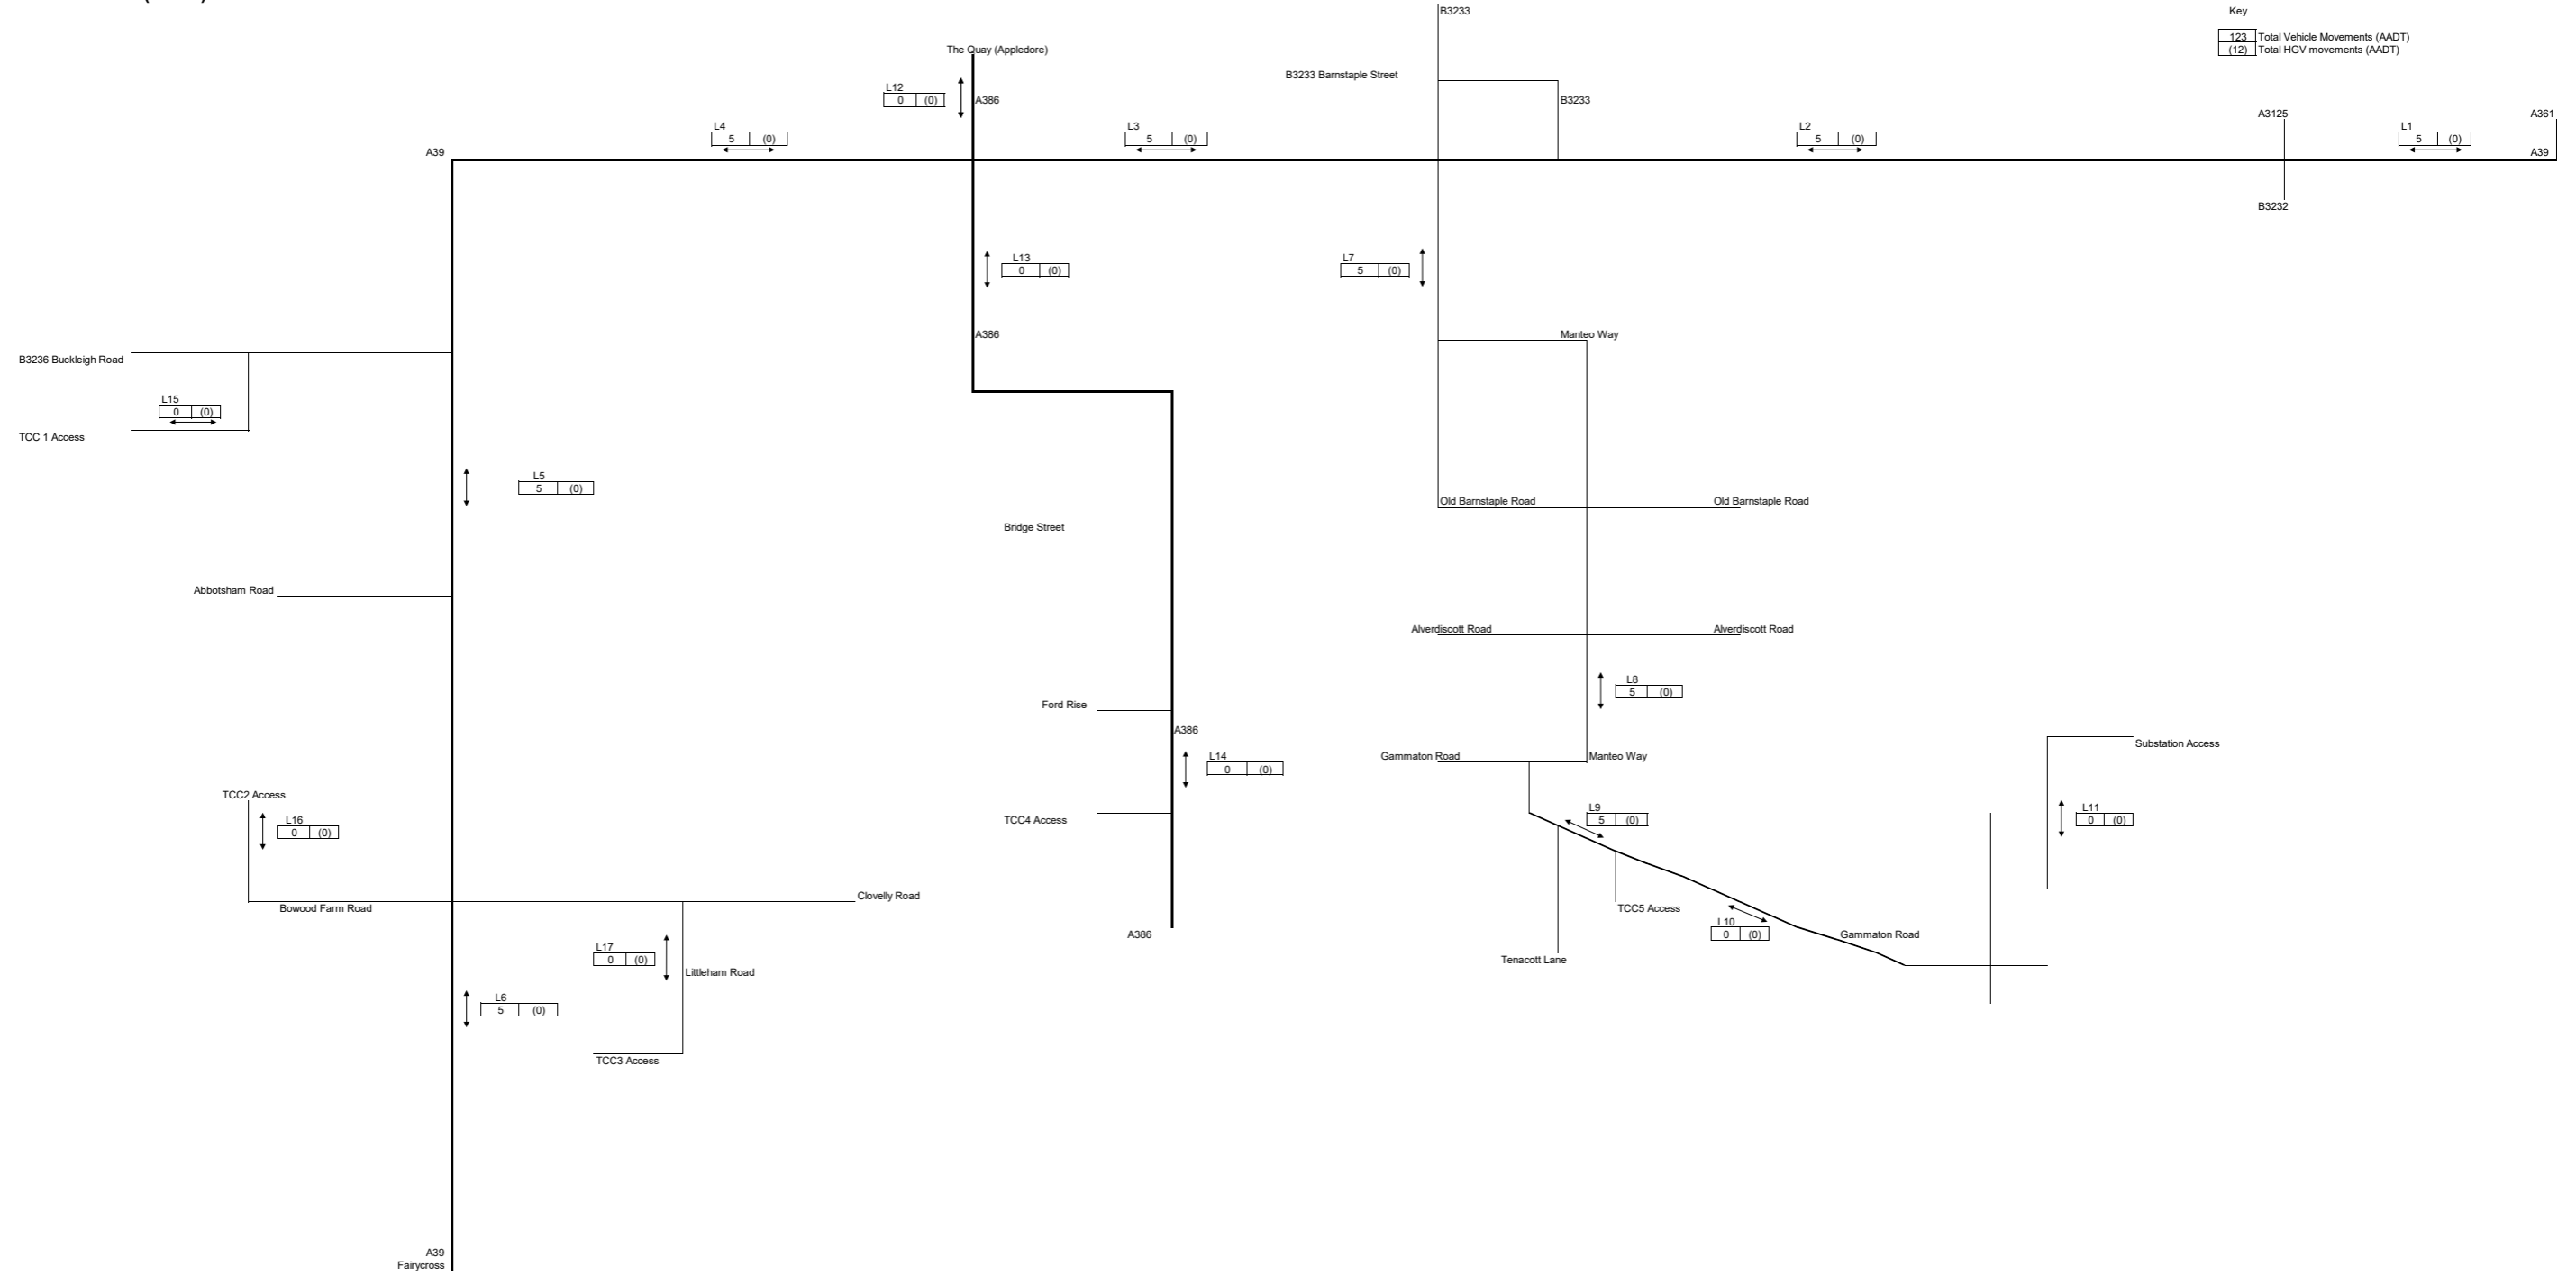 B3233
Key
123 Total Vehicle Movements (AADT)
(12) Total HGV movements (AADT)
The Quay (Appledore)
B3233 Barnstaple Street
L12
0 (0)
A386
B3233
A3125
A361
L4
5 (0)
L3
5 (0)
L2
5 (0)
L1
5 (0)
A39
A39
B3232
L13
0 (0)
L7
5 (0)
A386
Manteo Way
B3236 Buckleigh Road
L15
0 (0)
TCC 1 Access
L5
5 (0)
Old Barnstaple Road
Old Barnstaple Road
Bridge Street
Abbotsham Road
Alverdiscott Road
Alverdiscott Road
L8
5 (0)
Ford Rise
A386
L14
0 (0)
Gammaton Road
Manteo Way
Substation Access
TCC2 Access
L16
0 (0)
TCC4 Access
L9
5 (0)
L11
0 (0)
Clovelly Road
Bowood Farm Road
TCC5 Access
L10
0 (0)
Gammaton Road
A386
L17
0 (0)
Littleham Road
Tenacott Lane
L6
5 (0)
TCC3 Access
A39
Fairycross